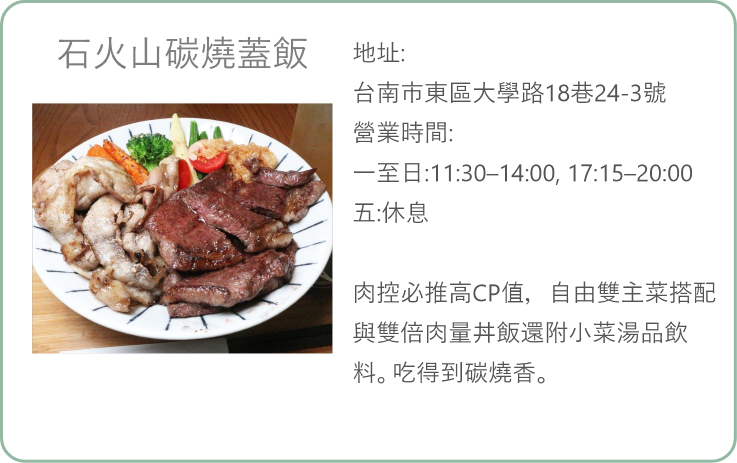 石火山碳燒蓋飯
地址:
台南市東區大學路18巷24-3號
營業時間:
一至日:11:30–14:00, 17:15–20:00
五:休息
肉控必推高CP值，自由雙主菜搭配
與雙倍肉量丼飯還附小菜湯品飲
料。吃得到碳燒香。